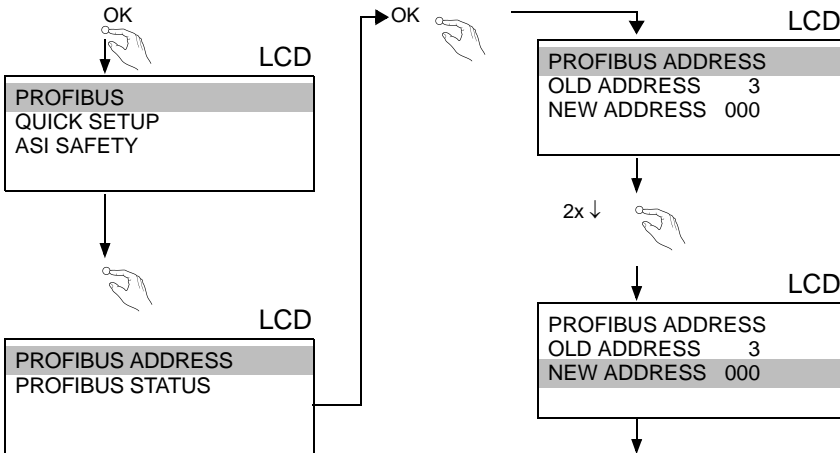 OK
LCD
PROFIBUS
QUICK SETUP
ASI SAFETY
LCD
PROFIBUS ADDRESS
PROFIBUS STATUS
OK
LCD
PROFIBUS ADDRESS
OLD ADDRESS 3
NEW ADDRESS 000
2x ↓
LCD
PROFIBUS ADDRESS
OLD ADDRESS 3
NEW ADDRESS 000